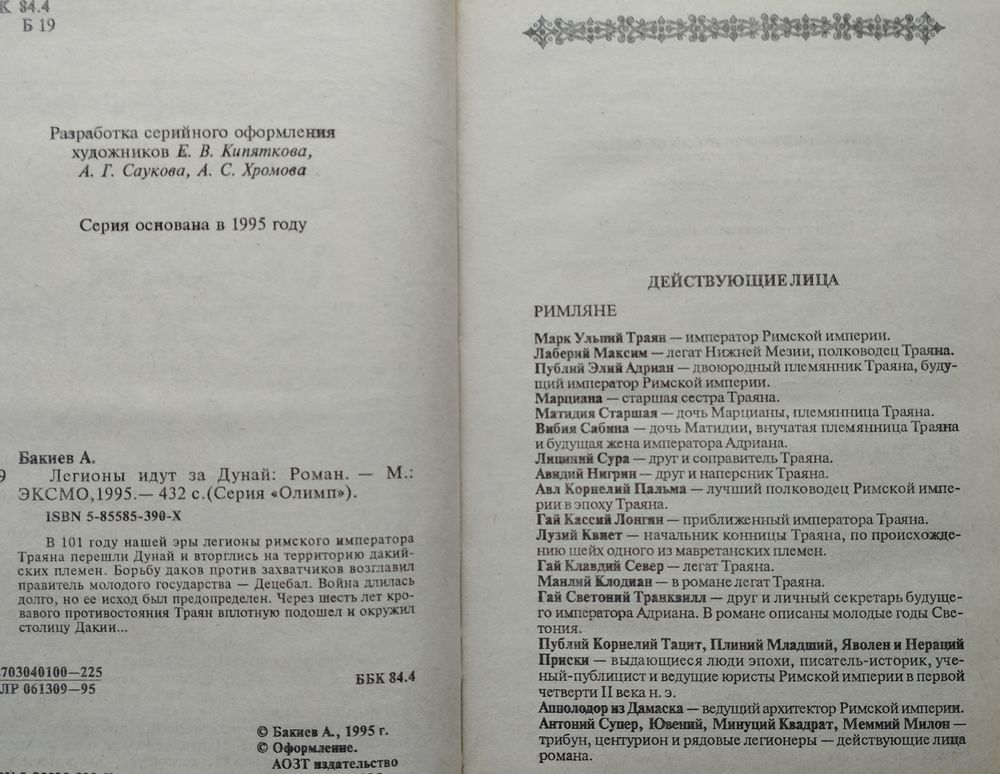 К 84.4
Б 19
Разработка серийного оформления
художников Е. В. Кипяткова,
А. Г. Саукова, А. С. Хромова
Серия основана в 1995 году
Бакиев А.
9 Легионы идут за Дунай: Роман. — М.:
ЭКСМО,1995.— 432 с.(Серия «Олимп»).
ISBN 5-85585-390-X
В 101 году нашей эры легионы римского императора
Траяна перешли Дунай и вторглись на территорию дакий-
ских племен. Борьбу даков против захватчиков возглавил
правитель молодого государства — Децебал. Война длилась
долго, но ее исход был предопределен. Через шесть лет кро-
вавого противостояния Траян вплотную подошел и окружил
столицу Дакии...
703040100—225
ЛР 061309—95
ББК 84.4
© Бакиев А., 1995 г.
© Оформление.
АОЗТ издательство
ДЕЙСТВУЮЩИЕ ЛИЦА
РИМЛЯНЕ
Марк Ульпий Траян — император Римской империи.
Лаберий Максим — легат Нижней Мезии, полководец Траяна.
Публий Элий Адриан — двоюродный племянник Траяна, буду-
щий император Римской империи.
Марциана — старшая сестра Траяна.
Матидия Старшая — дочь Марцианы, племянница Траяна.
Вибия Сабина — дочь Матидии, внучатая племянница Траяна
и будущая жена императора Адриана.
Лициний Сура — друг и соправитель Траяна.
Авидий Нигрин — друг и наперсник Траяна.
Авл Корнелий Пальма — лучший полководец Римской импе-
рии в эпоху Траяна.
Гай Кассий Лонгин — приближенный императора Траяна.
Лузий Квиет — начальник конницы Траяна, по происхожде-
нию шейх одного из мавретанских племен.
Гай Клавдий Север — легат Траяна.
Манлий Клодиан — в романе легат Траяна.
Гай Светоний Транквилл — друг и личный секретарь будуще-
го императора Адриана. В романе описаны молодые годы Све-
тония.
Публий Корнелий Тацит, Плиний Младший, Яволен и Нераций
Приски — выдающиеся люди эпохи, писатель-историк, уче-
ный-публицист и ведущие юристы Римской империи в первой
четверти II века н. э.
Апполодор из Дамаска — ведущий архитектор Римской империи.
Антоний Супер, Ювений, Минуций Квадрат, Меммий Милон —
трибун, центурион и рядовые легионеры — действующие лица
романа.